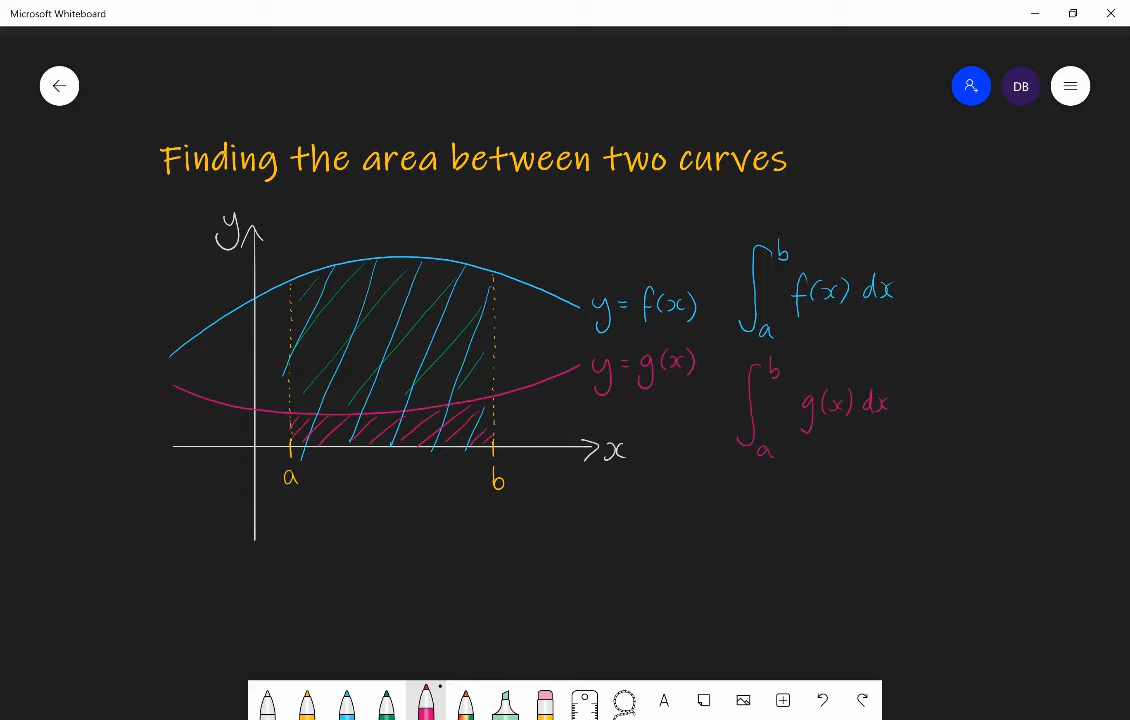 Microsoft Whiteboard
DB
Finding the area between two curves
y
y = f(x)
∫ₐᵇ f(x) dx
y = g(x)
∫ₐᵇ g(x) dx
x
a
b
A